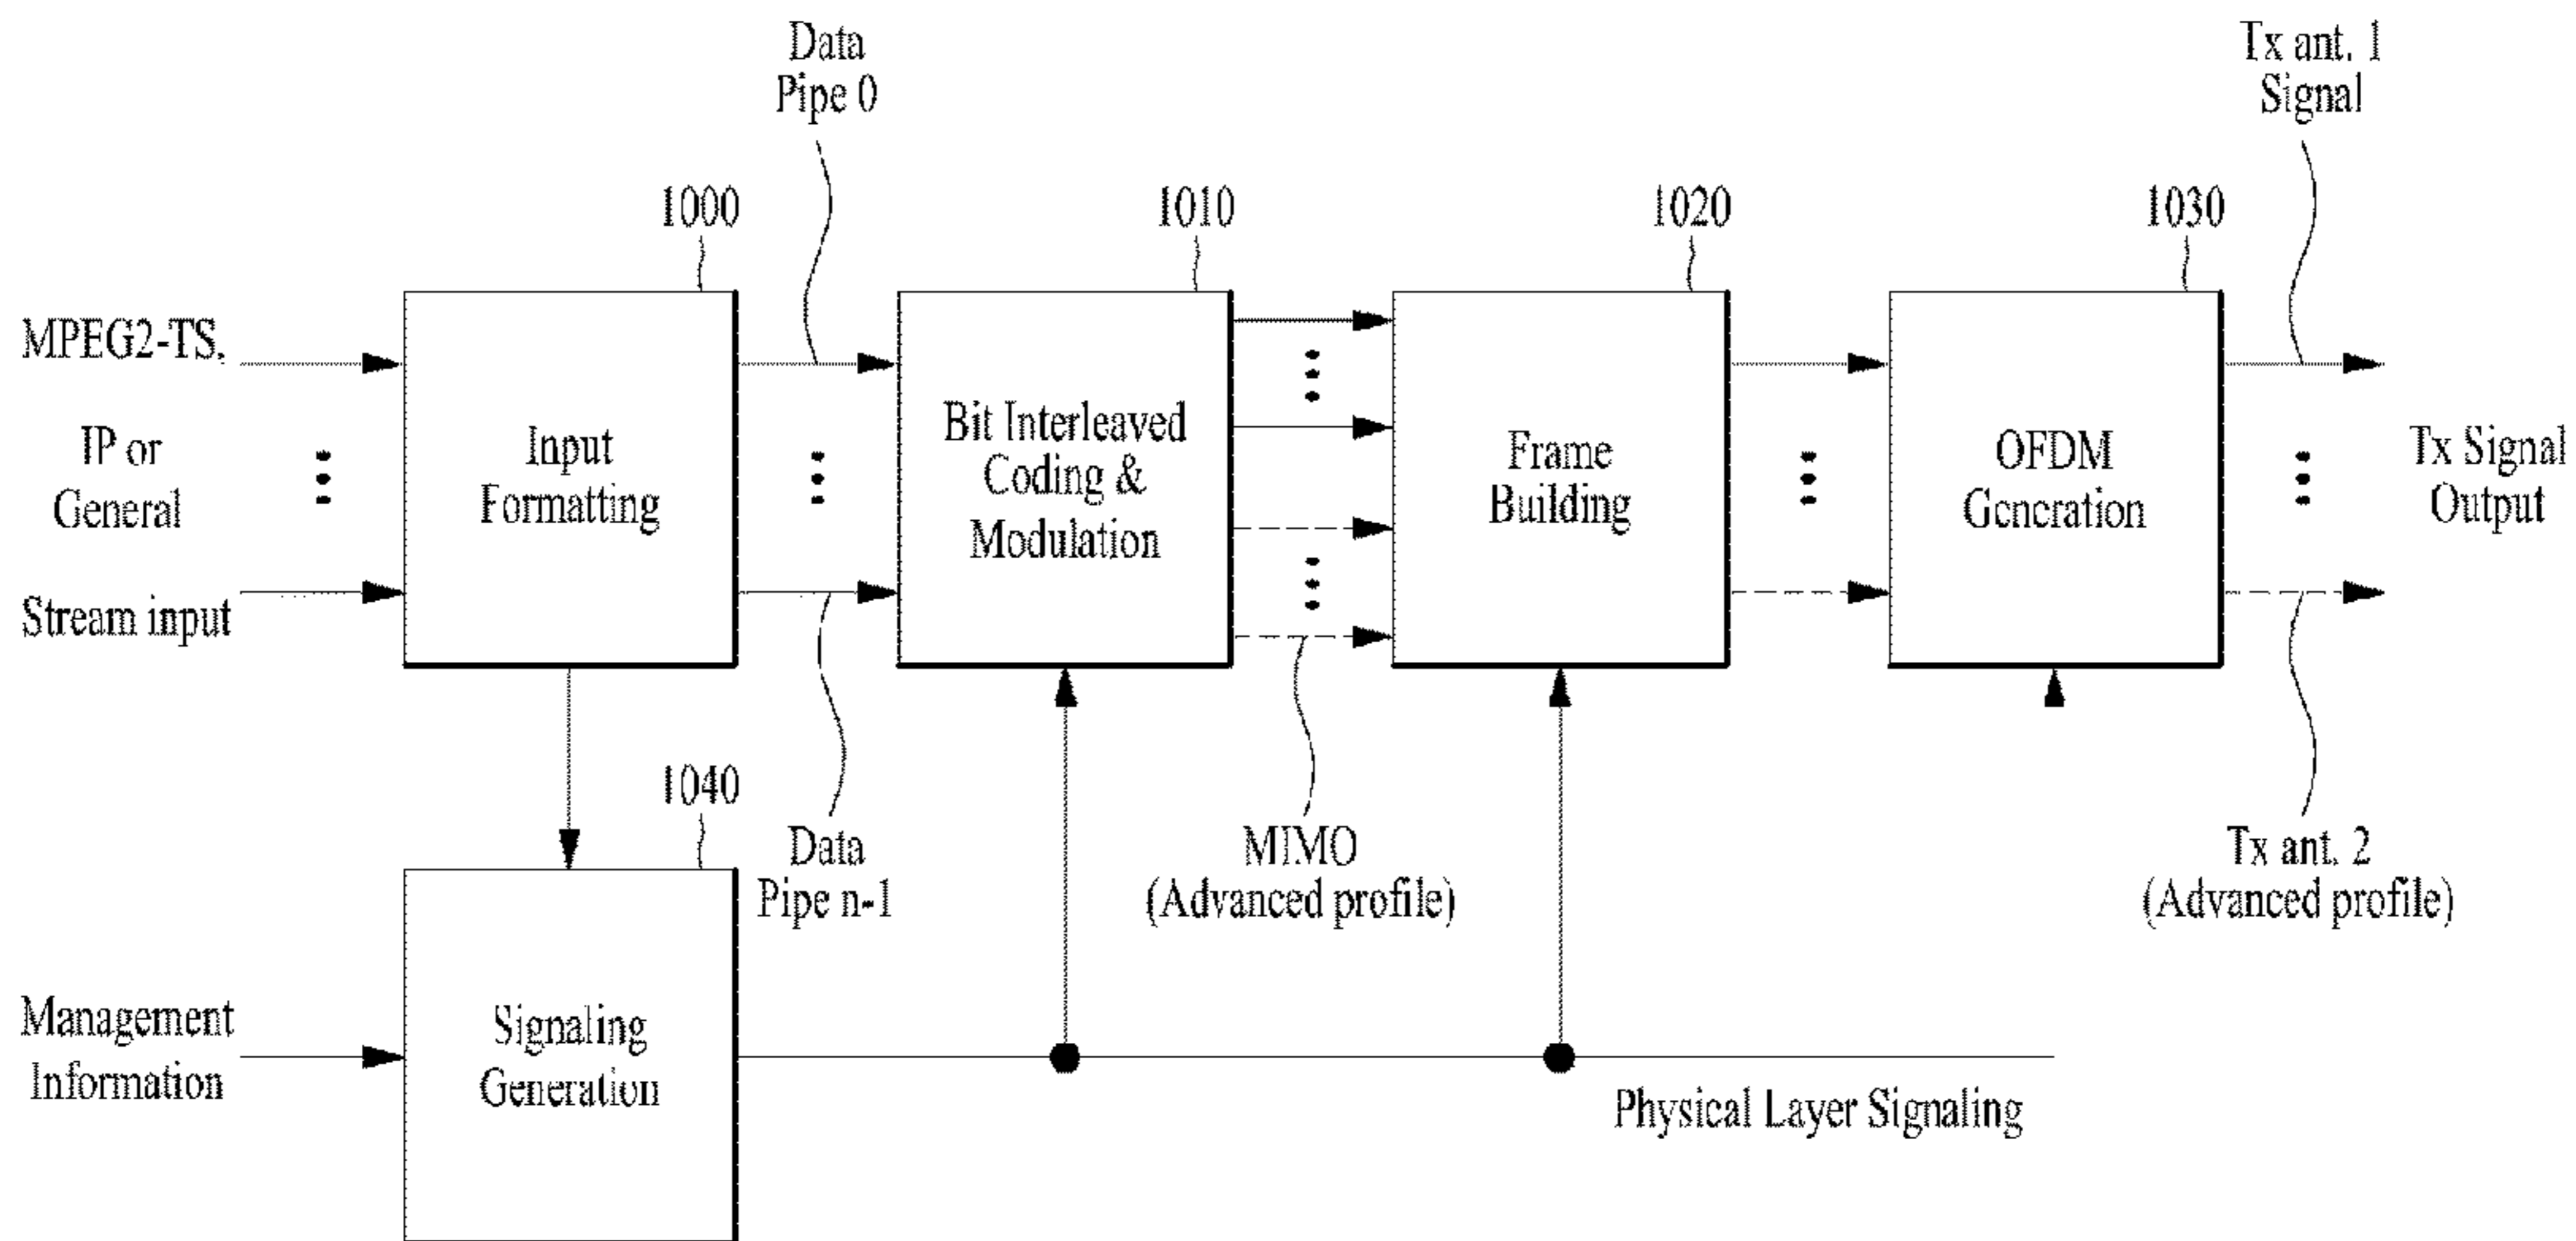 Data
Pipe 0
Tx ant. 1
Signal
1000
1010
1020
1030
MPEG2-TS,
IP or
General
Stream input
Input
Formatting
Bit Interleaved
Coding &
Modulation
Frame
Building
OFDM
Generation
Tx Signal
Output
1040
Data
Pipe n-1
MIMO
(Advanced profile)
Tx ant. 2
(Advanced profile)
Management
Information
Signaling
Generation
Physical Layer Signaling